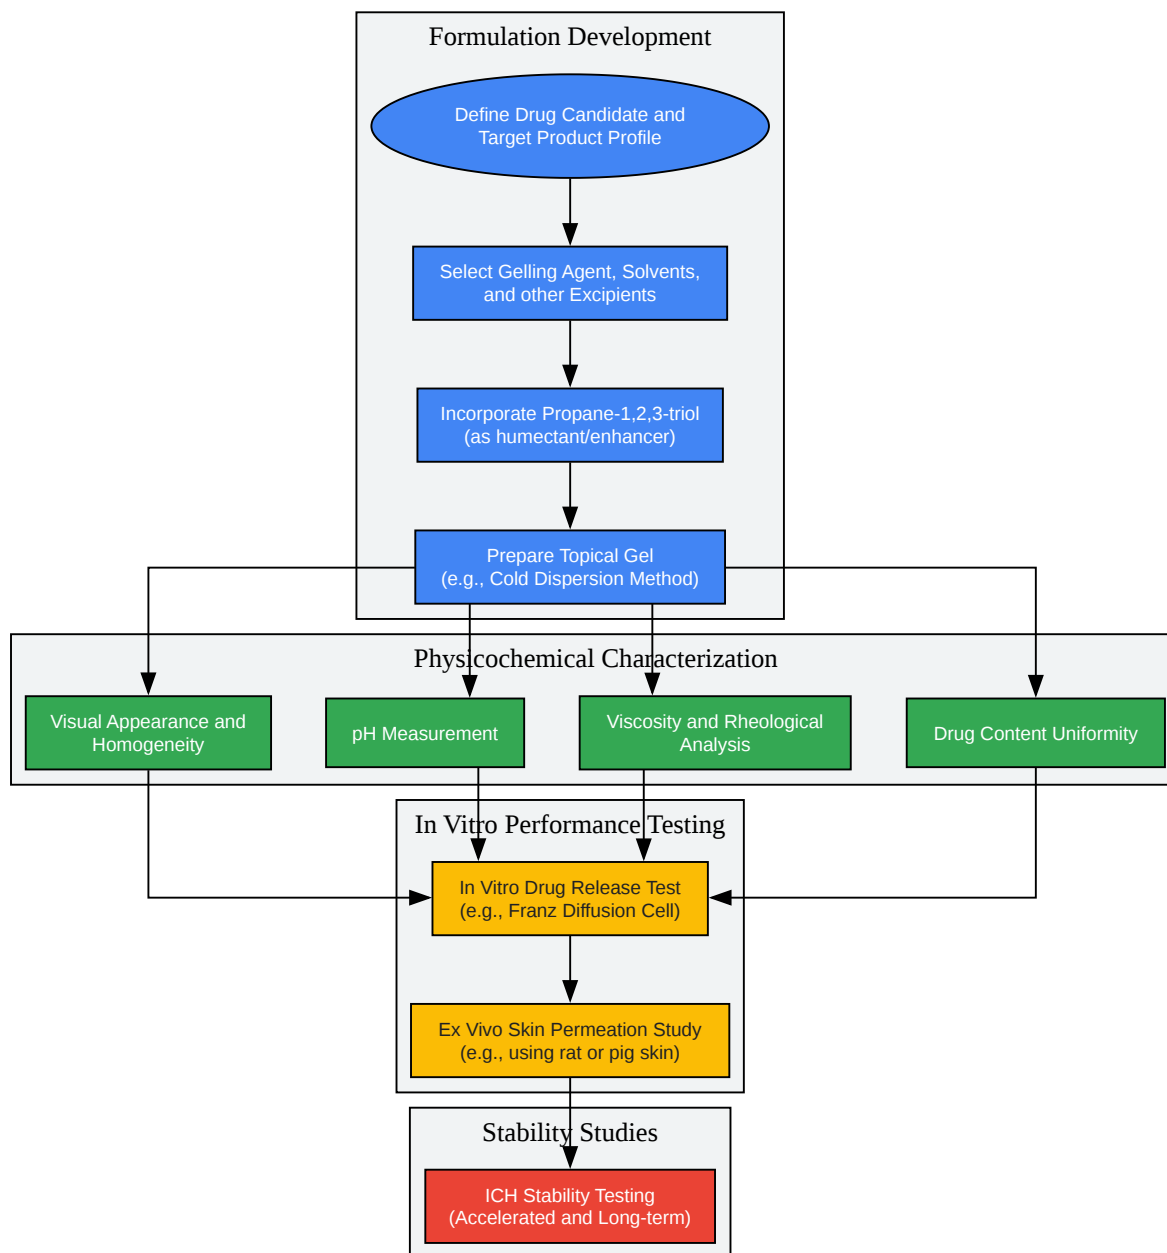 Formulation Development
Define Drug Candidate and
Target Product Profile
Select Gelling Agent, Solvents,
and other Excipients
Incorporate Propane-1,2,3-triol
(as humectant/enhancer)
Prepare Topical Gel
(e.g., Cold Dispersion Method)
Physicochemical Characterization
Visual Appearance and
Homogeneity
pH Measurement
Viscosity and Rheological
Analysis
Drug Content Uniformity
In Vitro Performance Testing
In Vitro Drug Release Test
(e.g., Franz Diffusion Cell)
Ex Vivo Skin Permeation Study
(e.g., using rat or pig skin)
Stability Studies
ICH Stability Testing
(Accelerated and Long-term)